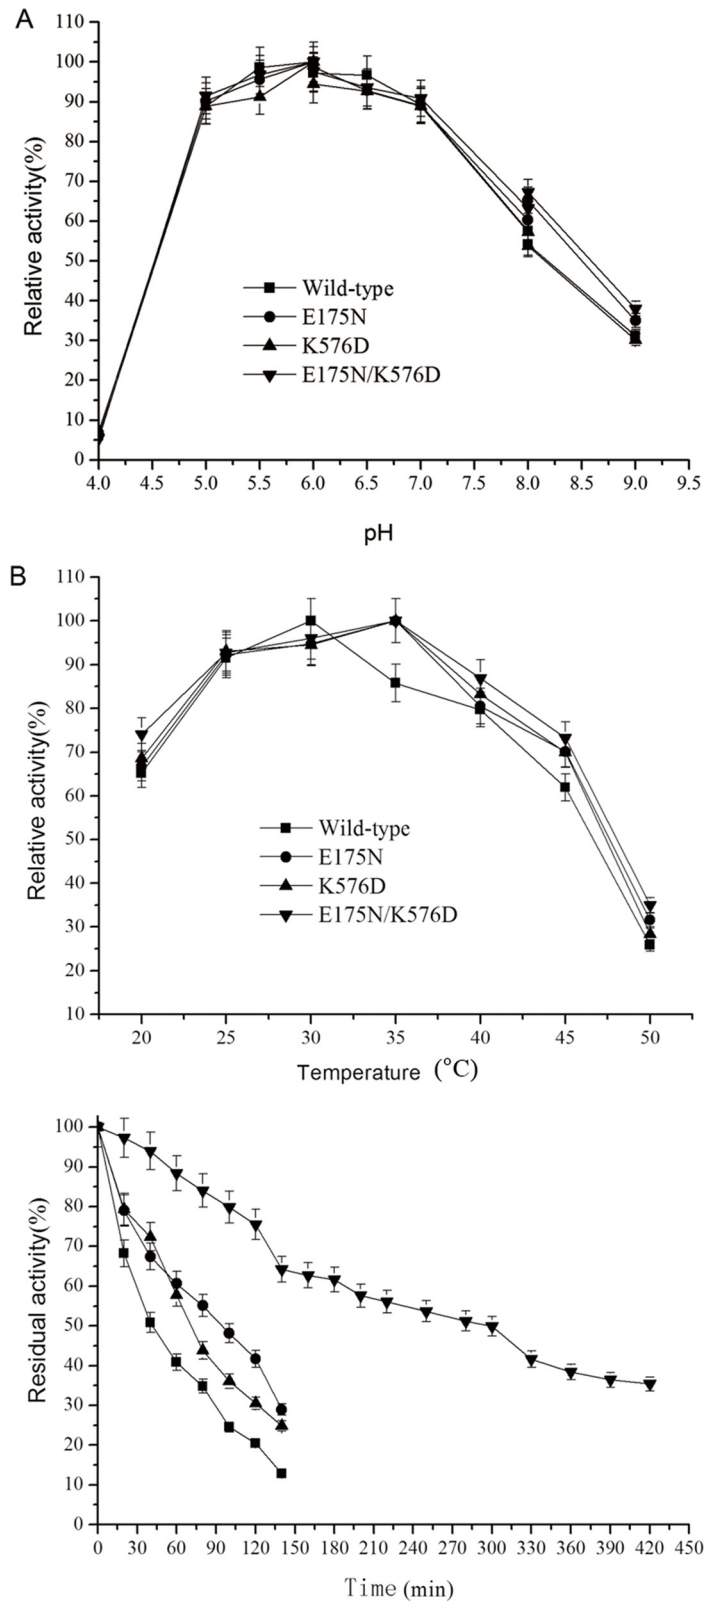 A
110
100
90
80
70
60
50
40
30
20
10
0
Relative activity(%)
Wild-type
E175N
K576D
E175N/K576D
4.0 4.5 5.0 5.5 6.0 6.5 7.0 7.5 8.0 8.5 9.0 9.5
pH
B
110
100
90
80
70
60
50
40
30
20
10
Relative activity(%)
Wild-type
E175N
K576D
E175N/K576D
20 25 30 35 40 45 50
Temperature (°C)
100
90
80
70
60
50
40
30
20
10
0
Residual activity(%)
0 30 60 90 120 150 180 210 240 270 300 330 360 390 420 450
Time (min)